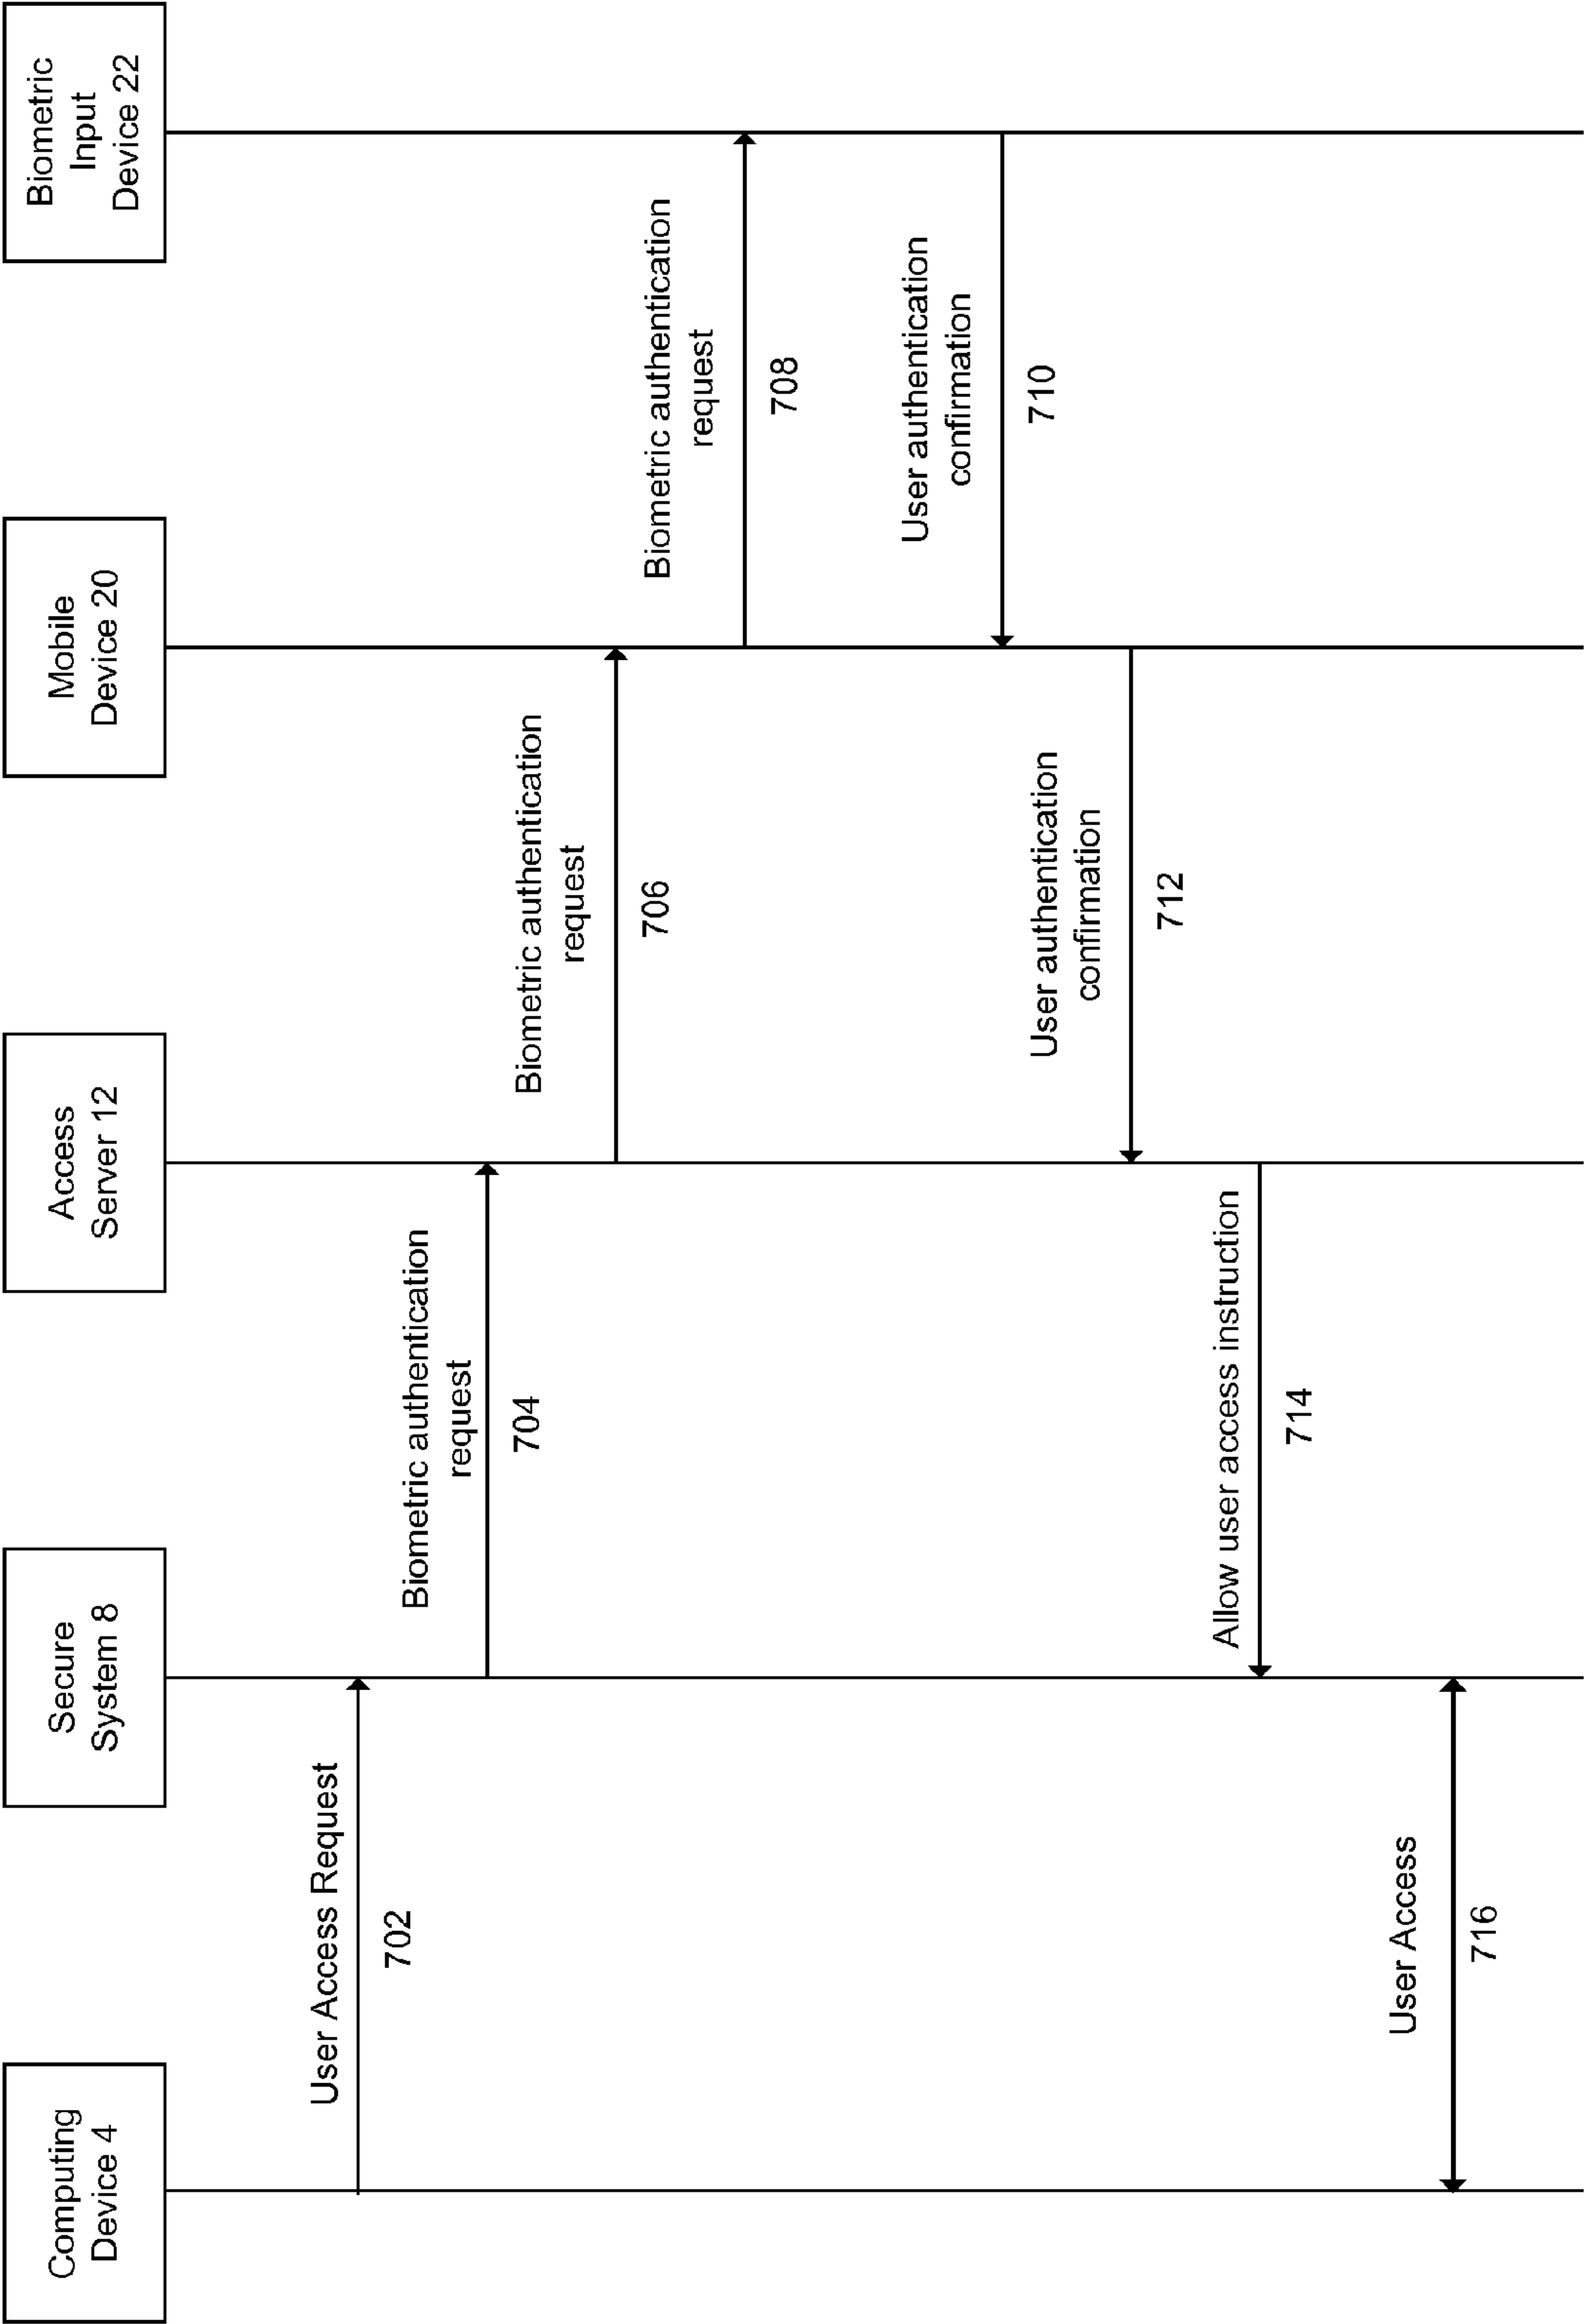 Computing
Device 4
Secure
System 8
Access
Server 12
Mobile
Device 20
Biometric
Input
Device 22
User Access Request
702
Biometric authentication
request
704
Biometric authentication
request
706
Biometric authentication
request
708
User authentication
confirmation
710
User authentication
confirmation
712
Allow user access instruction
714
User Access
716